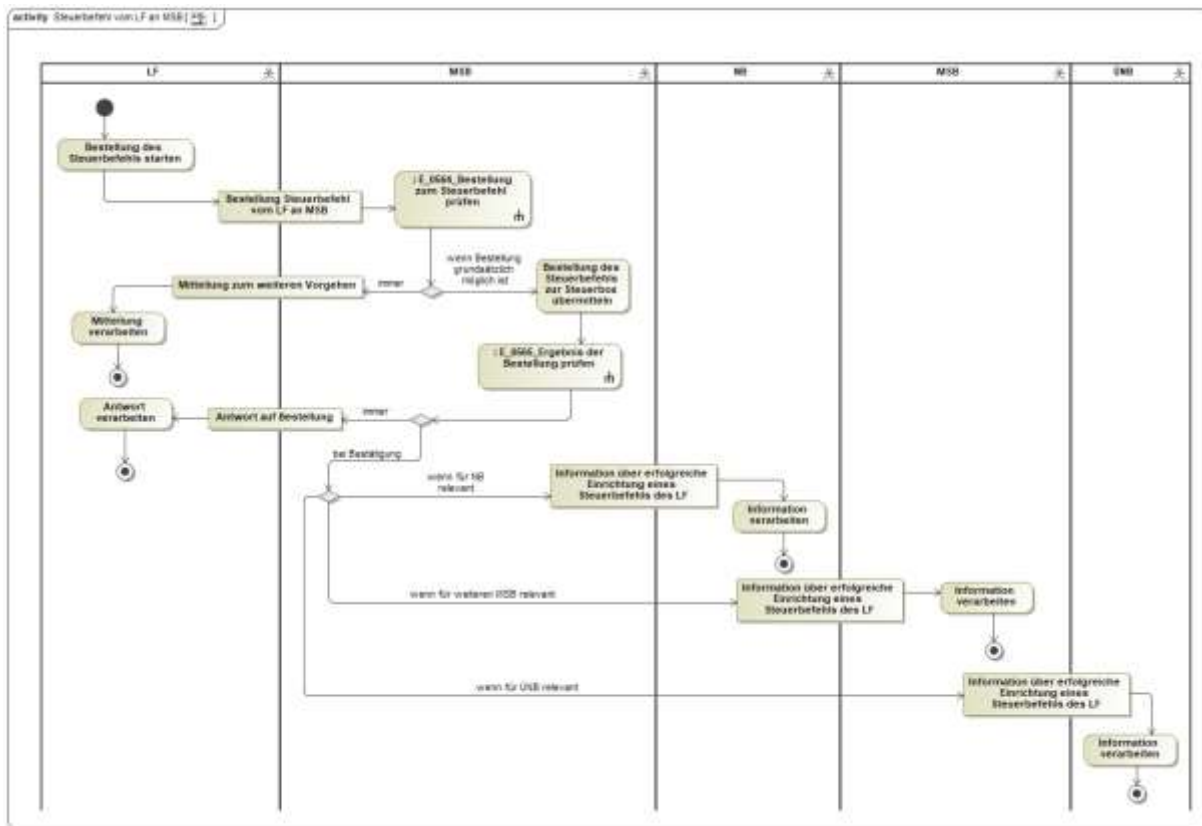 activity Steuerbefehl vom LF an MSB [ ]
LF
MSB
NB
MSB
ÜNB
Bestellung des
Steuerbefehls starten
Bestellung Steuerbefehl
vom LF an MSB
Bestellung
zum Steuerbefehl
prüfen
immer
wenn Bestellung
grundsätzlich
möglich ist
Bestellung des
Steuerbefehls
zur Steuerbox
übermitteln
Mitteilung zum weiteren Vorgehen
Mitteilung
verarbeiten
Ergebnis der
Bestellung prüfen
Antwort
verarbeiten
Antwort auf Bestellung
immer
bei Bestätigung
wenn für NB
relevant
Information über erfolgreiche
Einrichtung eines
Steuerbefehls des LF
Information
verarbeiten
wenn für weiteren MSB relevant
Information über erfolgreiche
Einrichtung eines
Steuerbefehls des LF
Information
verarbeiten
wenn für ÜNB relevant
Information über erfolgreiche
Einrichtung eines
Steuerbefehls des LF
Information
verarbeiten